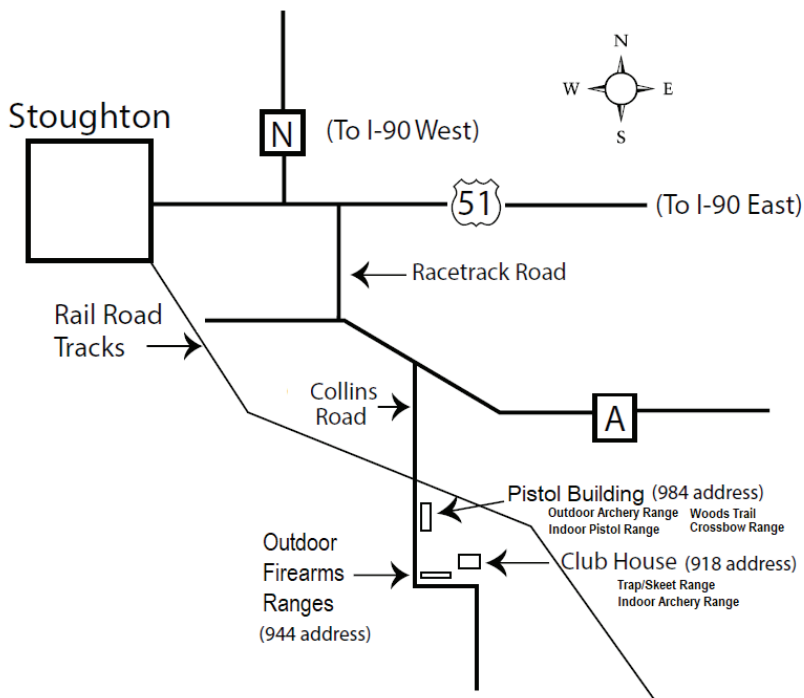 N
W E
S
Stoughton
N
(To I-90 West)
51
(To I-90 East)
Racetrack Road
Rail Road
Tracks
Collins
Road
A
Pistol Building (984 address)
Outdoor Archery Range Woods Trail
Indoor Pistol Range Crossbow Range
Outdoor
Firearms
Ranges
(944 address)
Club House (918 address)
Trap/Skeet Range
Indoor Archery Range